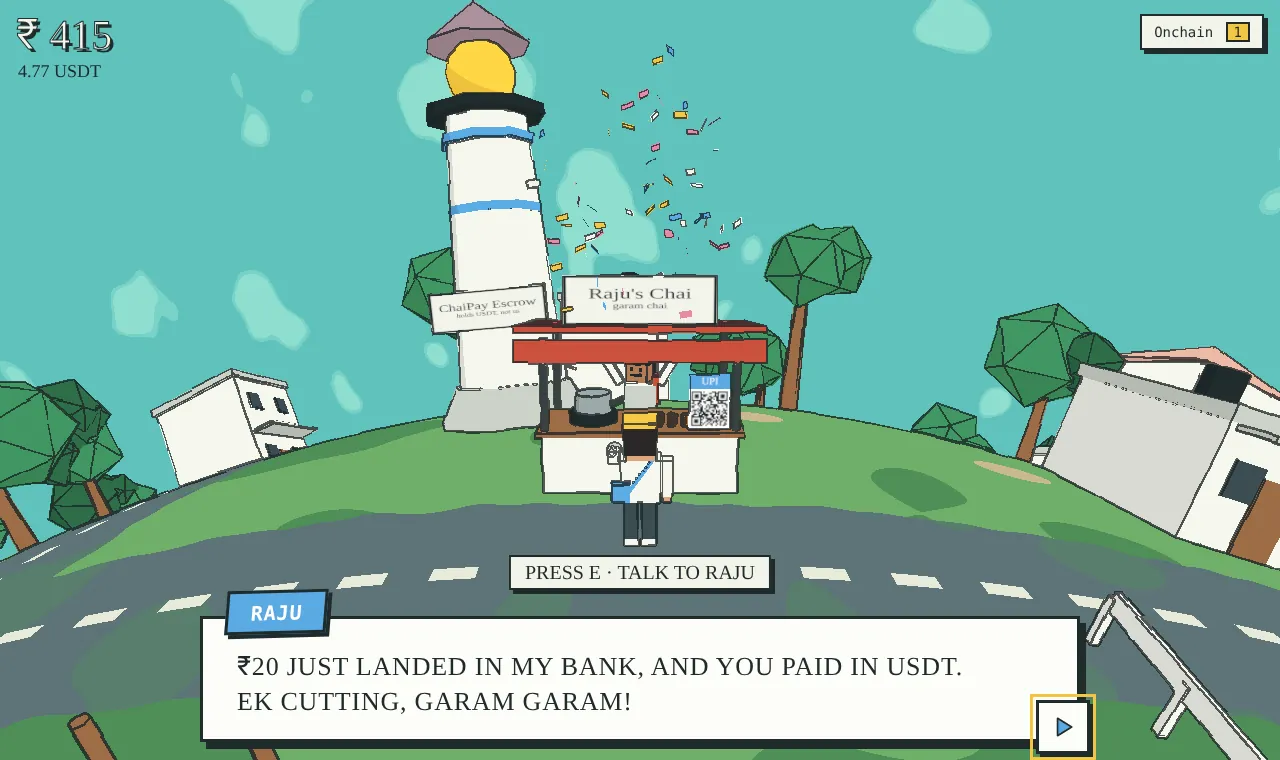 ₹ 415
4.77 USDT
Onchain 1
ChaiPay Escrow
holds USDT, not us
Raju's Chai
garam chai
UPI
PRESS E · TALK TO RAJU
RAJU
₹20 JUST LANDED IN MY BANK, AND YOU PAID IN USDT.
EK CUTTING, GARAM GARAM!